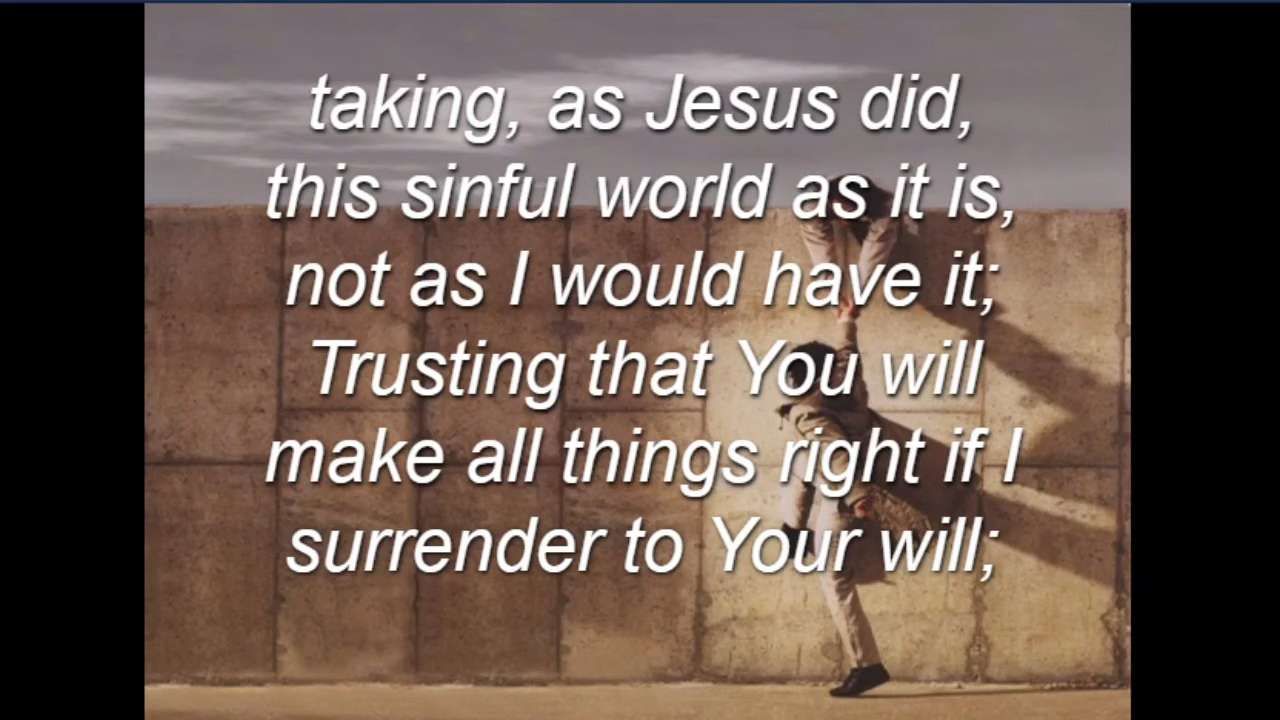 taking, as Jesus did,
this sinful world as it is,
not as I would have it;
Trusting that You will
make all things right if I
surrender to Your will;